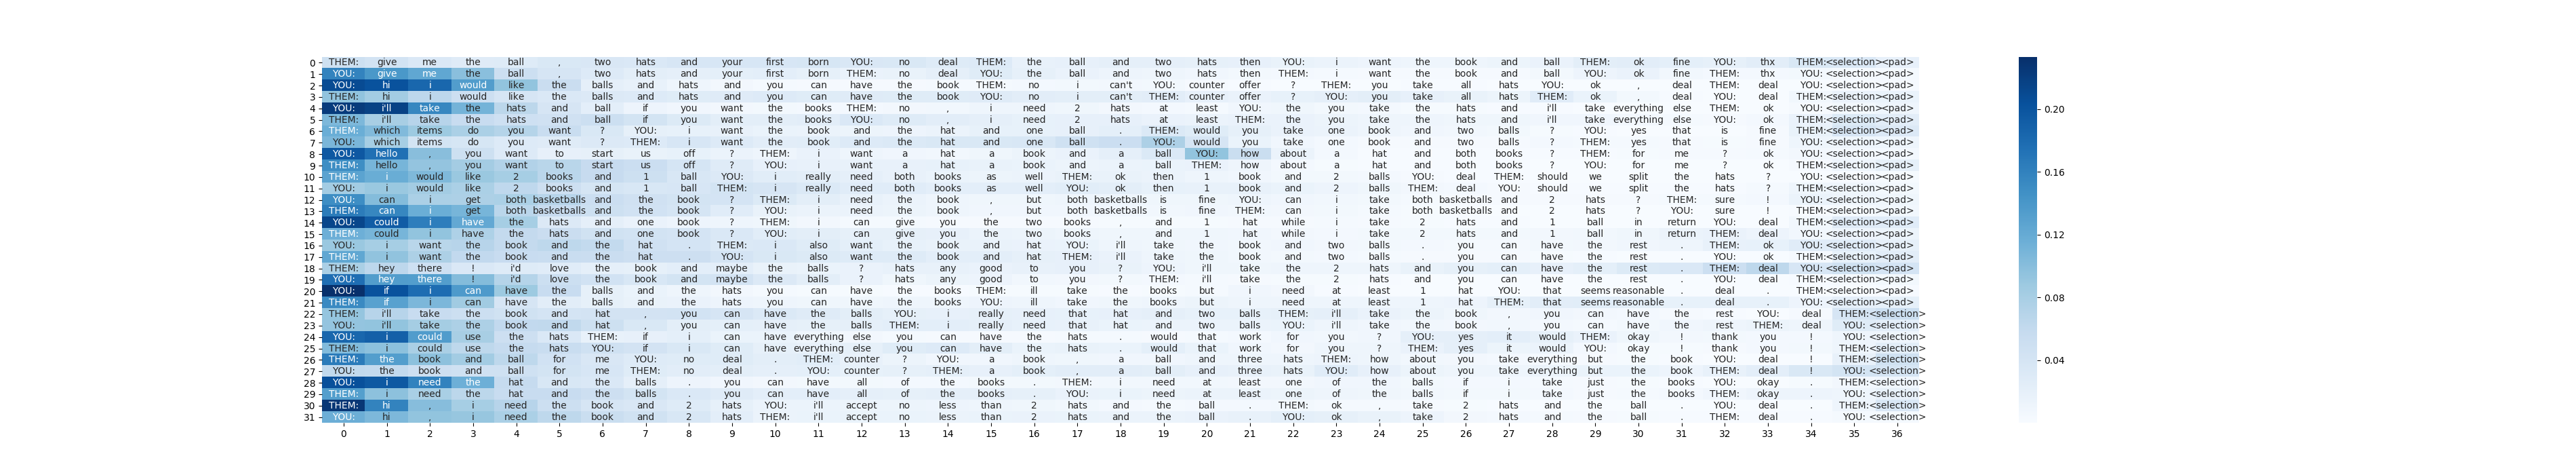 0 THEM: give me the ball , two hats and your first born YOU: no deal THEM: the ball and two hats then YOU: i want the book and ball THEM: ok fine YOU: thx THEM: <selection> <pad>
1 YOU: give me the ball , two hats and your first born THEM: no deal YOU: the ball and two hats then THEM: i want the book and ball YOU: ok fine THEM: thx YOU: <selection> <pad>
2 YOU: hi i would like the balls and hats and you can have the book THEM: no i can't YOU: counter offer ? THEM: you take all hats YOU: ok , deal THEM: deal YOU: <selection> <pad>
3 THEM: hi i would like the balls and hats and you can have the book YOU: no i can't THEM: counter offer ? YOU: you take all hats THEM: ok , deal YOU: deal THEM: <selection> <pad>
4 YOU: i'll take the hats and ball if you want the books THEM: no , i need 2 hats at least YOU: the you take the hats and i'll take everything else THEM: ok YOU: <selection> <pad>
5 THEM: i'll take the hats and ball if you want the books YOU: no , i need 2 hats at least THEM: the you take the hats and i'll take everything else YOU: ok THEM: <selection> <pad>
6 THEM: which items do you want ? YOU: i want the book and the hat and one ball . THEM: would you take one book and two balls ? YOU: yes that is fine THEM: <selection> <pad>
7 YOU: which items do you want ? THEM: i want the book and the hat and one ball . YOU: would you take one book and two balls ? THEM: yes that is fine YOU: <selection> <pad>
8 YOU: hello , you want to start us off ? THEM: i want a hat a book and a ball YOU: how about a hat and both books ? THEM: for me ? ok YOU: <selection> <pad>
9 THEM: hello , you want to start us off ? YOU: i want a hat a book and a ball THEM: how about a hat and both books ? YOU: for me ? ok THEM: <selection> <pad>
10 THEM: i would like 2 books and 1 ball YOU: i really need both books as well THEM: ok then 1 book and 2 balls YOU: deal THEM: should we split the hats ? THEM: <selection> <pad>
11 YOU: i would like 2 books and 1 ball THEM: i really need both books as well YOU: ok then 1 book and 2 balls THEM: deal YOU: should we split the hats ? YOU: <selection> <pad>
12 YOU: can i get both basketballs and the book ? THEM: i need the book , but both basketballs is fine YOU: can i take both basketballs and 2 hats ? THEM: sure ! YOU: <selection> <pad>
13 THEM: can i get both basketballs and the book ? YOU: i need the book , but both basketballs is fine THEM: can i take both basketballs and 2 hats ? YOU: sure ! THEM: <selection> <pad>
14 YOU: could i have the hats and one book ? THEM: i can give you the two books , and 1 hat while i take 2 hats and 1 ball in return YOU: deal THEM: <selection> <pad>
15 THEM: could i have the hats and one book ? YOU: i can give you the two books , and 1 hat while i take 2 hats and 1 ball in return THEM: deal YOU: <selection> <pad>
16 YOU: i want the book and the hat . THEM: i also want the book and hat YOU: i'll take the book and two balls . you can have the rest . THEM: ok YOU: <selection> <pad>
17 THEM: i want the book and the hat . YOU: i also want the book and hat THEM: i'll take the book and two balls . you can have the rest . YOU: ok THEM: <selection> <pad>
18 THEM: hey there ! i'd love the book and maybe the balls ? hats any good to you ? YOU: i'll take the 2 hats and you can have the rest . THEM: deal YOU: <selection> <pad>
19 YOU: hey there ! i'd love the book and maybe the balls ? hats any good to you ? THEM: i'll take the 2 hats and you can have the rest . YOU: deal THEM: <selection> <pad>
20 YOU: if i can have the balls and the hats you can have the books THEM: ill take the books but i need at least 1 hat YOU: that seems reasonable . deal . THEM: <selection> <pad>
21 THEM: if i can have the balls and the hats you can have the books YOU: ill take the books but i need at least 1 hat THEM: that seems reasonable . deal . YOU: <selection> <pad>
22 THEM: i'll take the book and hat , you can have the balls YOU: i really need that hat and two balls THEM: i'll take the book , you can have the rest YOU: deal THEM: <selection>
23 YOU: i'll take the book and hat , you can have the balls THEM: i really need that hat and two balls YOU: i'll take the book , you can have the rest THEM: deal YOU: <selection>
24 YOU: i could use the hats THEM: if i can have everything else you can have the hats . would that work for you ? YOU: yes it would THEM: okay ! thank you ! YOU: <selection>
25 THEM: i could use the hats YOU: if i can have everything else you can have the hats . would that work for you ? THEM: yes it would YOU: okay ! thank you ! THEM: <selection>
26 THEM: the book and ball for me YOU: no deal . THEM: counter ? YOU: a book , a ball and three hats THEM: how about you take everything but the book YOU: deal ! THEM: <selection>
27 YOU: the book and ball for me THEM: no deal . YOU: counter ? THEM: a book , a ball and three hats YOU: how about you take everything but the book THEM: deal ! YOU: <selection>
28 YOU: i need the hat and the balls . you can have all of the books . THEM: i need at least one of the balls if i take just the books YOU: okay . THEM: <selection>
29 THEM: i need the hat and the balls . you can have all of the books . YOU: i need at least one of the balls if i take just the books THEM: okay . YOU: <selection>
30 THEM: hi , i need the book and 2 hats YOU: i'll accept no less than 2 hats and the ball . THEM: ok , take 2 hats and the ball . YOU: deal . THEM: <selection>
31 YOU: hi , i need the book and 2 hats THEM: i'll accept no less than 2 hats and the ball . YOU: ok , take 2 hats and the ball . THEM: deal . YOU: <selection>
0 1 2 3 4 5 6 7 8 9 10 11 12 13 14 15 16 17 18 19 20 21 22 23 24 25 26 27 28 29 30 31 32 33 34 35 36
0.20
0.16
0.12
0.08
0.04